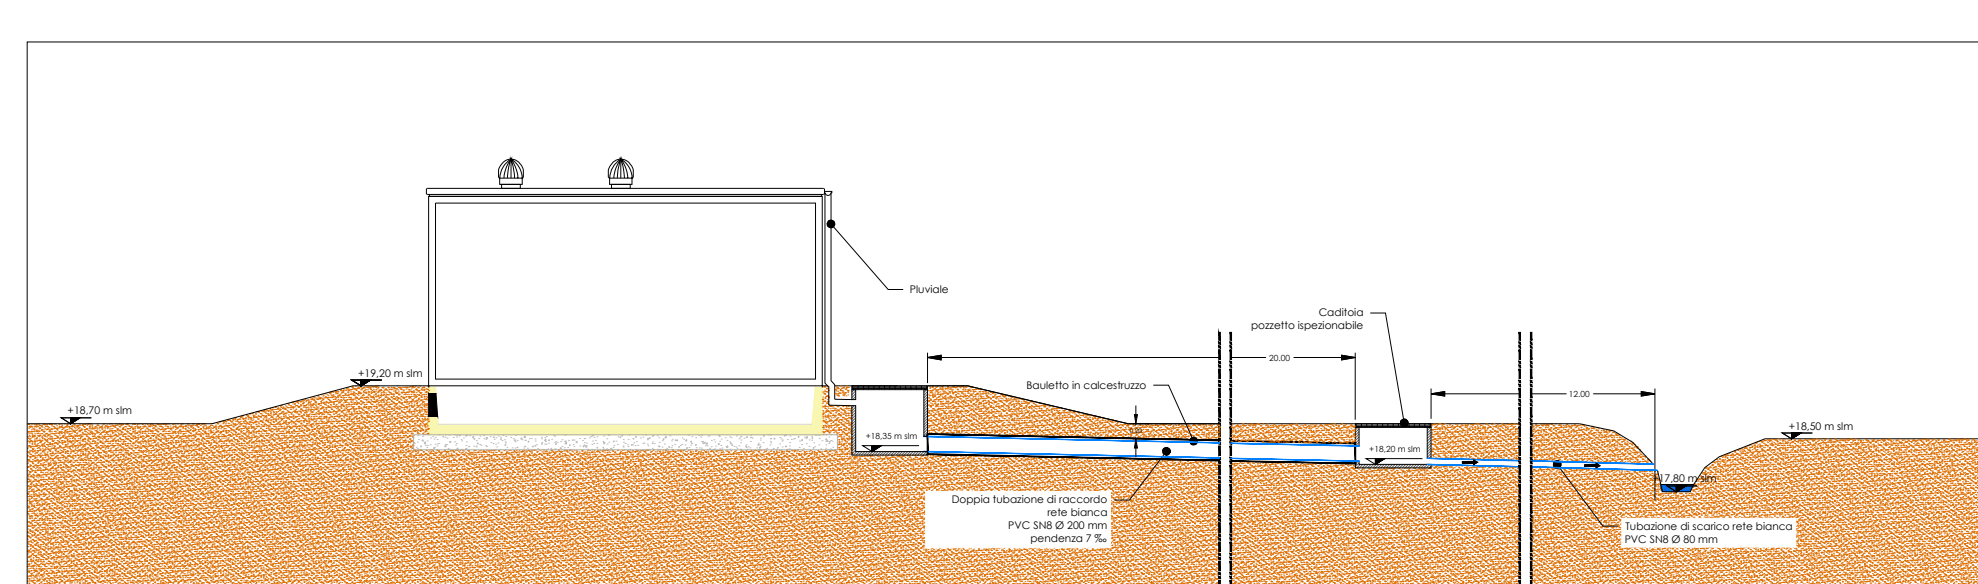 Pluviale
Caditoia
pozzetto ispezionabile
20.00
+19,20 m slm
Bauletto in calcestruzzo
12.00
+18,70 m slm
+18,50 m slm
+18,35 m slm
+18,20 m slm
+17,80 m slm
Doppia tubazione di raccordo
rete bianca
PVC SN8 Ø 200 mm
pendenza 7 ‰
Tubazione di scarico rete bianca
PVC SN8 Ø 80 mm